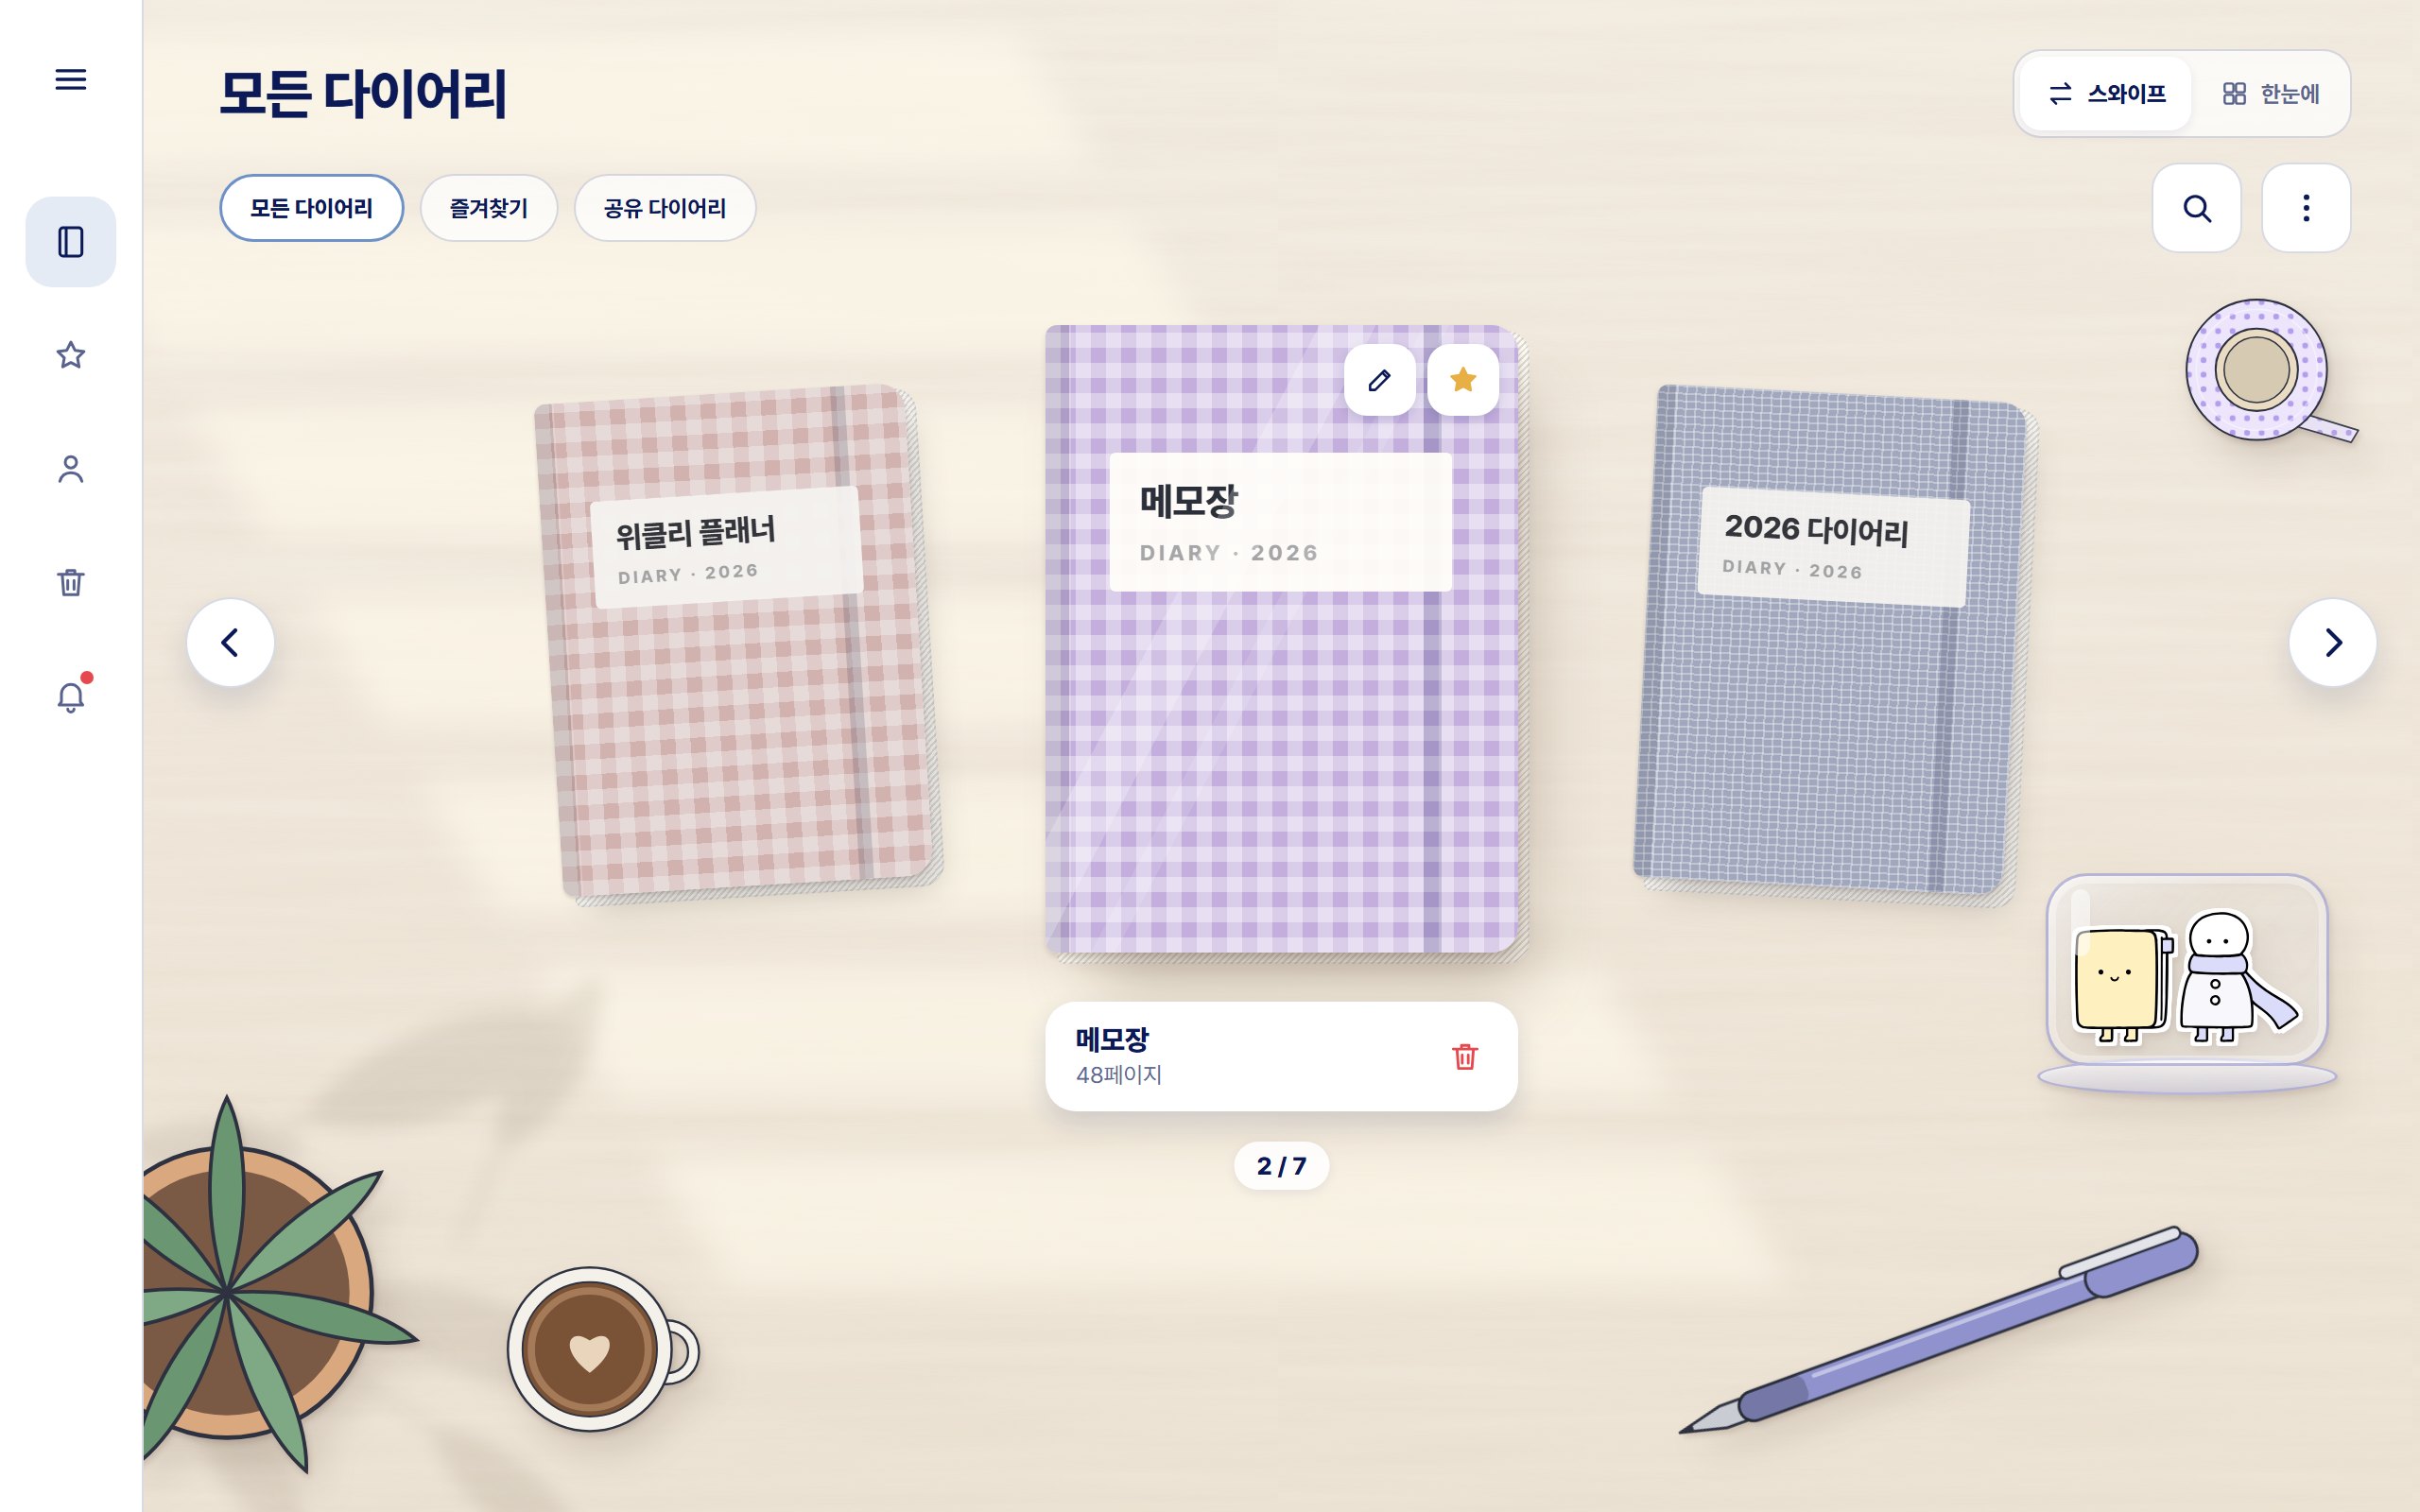 모든 다이어리
스와이프
한눈에
모든 다이어리
즐겨찾기
공유 다이어리
위클리 플래너
DIARY · 2026
메모장
DIARY · 2026
2026 다이어리
DIARY · 2026
메모장
48페이지
2 / 7